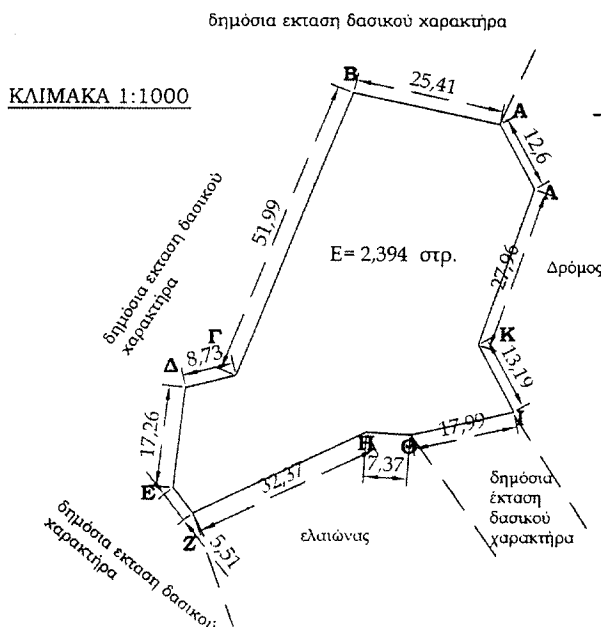 δημόσια εκταση δασικού χαρακτήρα
ΚΛΙΜΑΚΑ 1:1000
Β
25,41
Α
12,6
Α
51,99
δημόσια εκταση δασικού
χαρακτήρα
Ε= 2,394 στρ.
27,96
Δρόμος
Γ
8,73
Δ
Κ
13,19
17,26
Ι
17,99
Η
Θ
7,37
32,37
Ε
Ζ
5,51
ελαιώνας
δημόσια
έκταση
δασικού
χαρακτήρα
δημόσια εκταση δασικού
χαρακτήρα